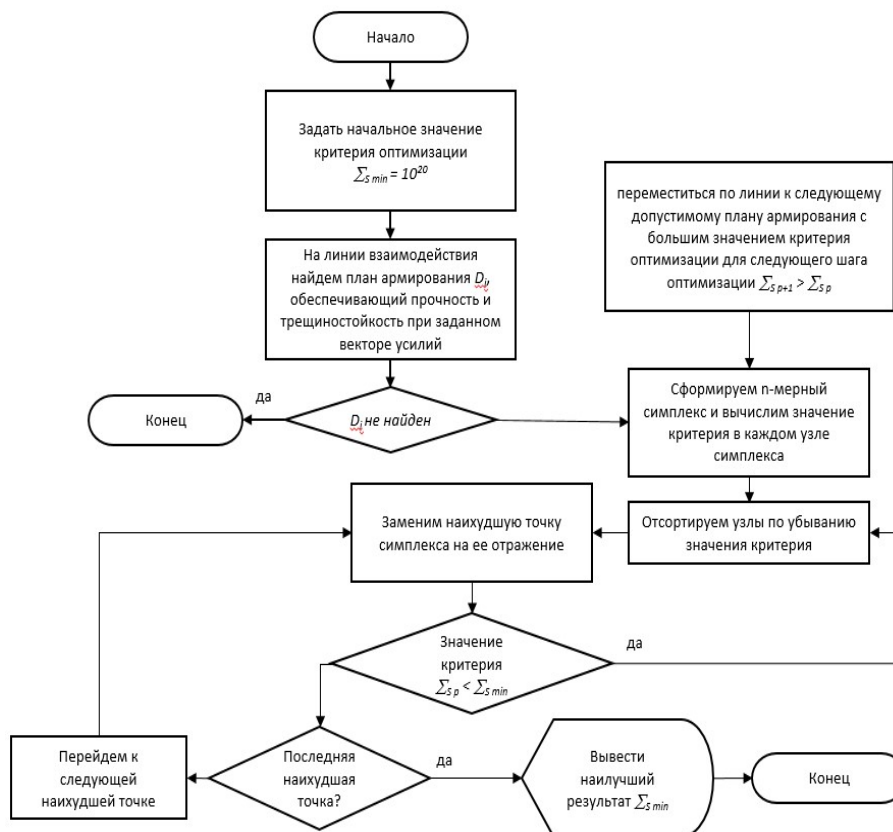 Начало
Задать начальное значение
критерия оптимизации
∑S min = 10²⁰
переместиться по линии к следующему
допустимому плану армирования с
большим значением критерия
оптимизации для следующего шага
оптимизации ∑S p+1 > ∑S p
На линии взаимодействия
найдем план армирования Di,
обеспечивающий прочность и
трещиностойкость при заданном
векторе усилий
да
Конец
Di не найден
Сформируем n-мерный
симплекс и вычислим значение
критерия в каждом узле
симплекса
Заменим наихудшую точку
симплекса на ее отражение
Отсортируем узлы по убыванию
значения критерия
Значение
критерия
∑S p < ∑S min
да
Перейдем к
следующей
наихудшей точке
Последняя
наихудшая
точка?
да
Вывести
наилучший
результат ∑S min
Конец